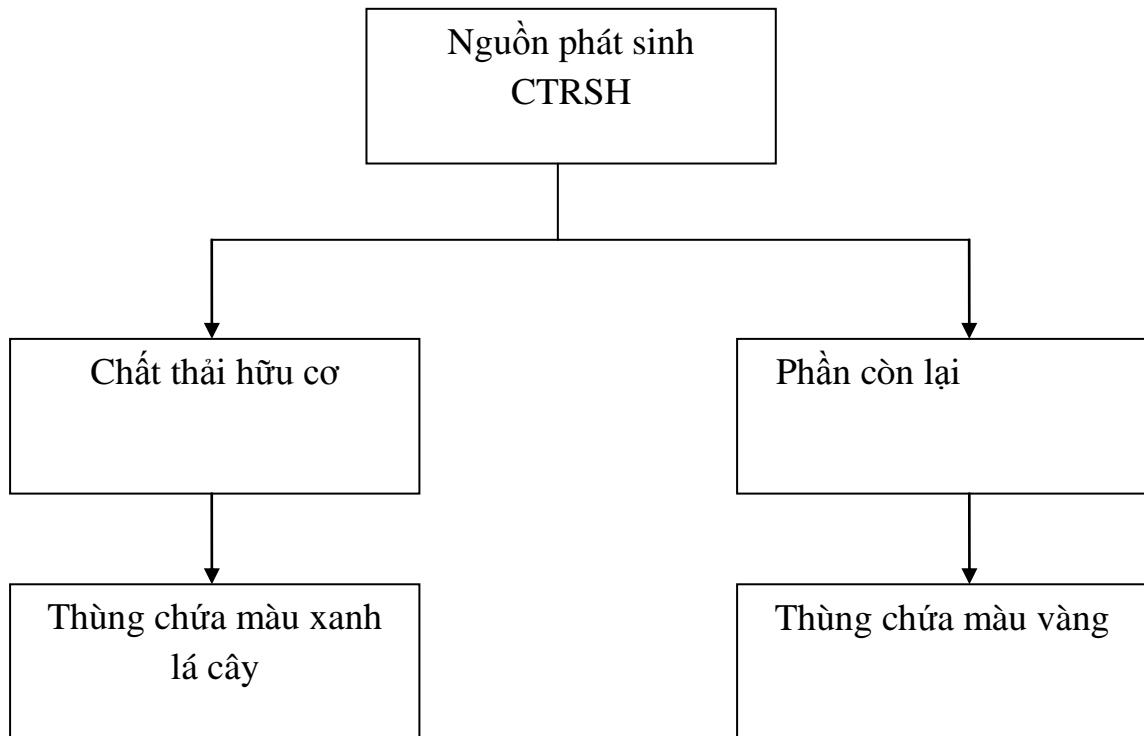 Nguồn phát sinh
CTRSH
Chất thải hữu cơ
Phần còn lại
Thùng chứa màu xanh
lá cây
Thùng chứa màu vàng